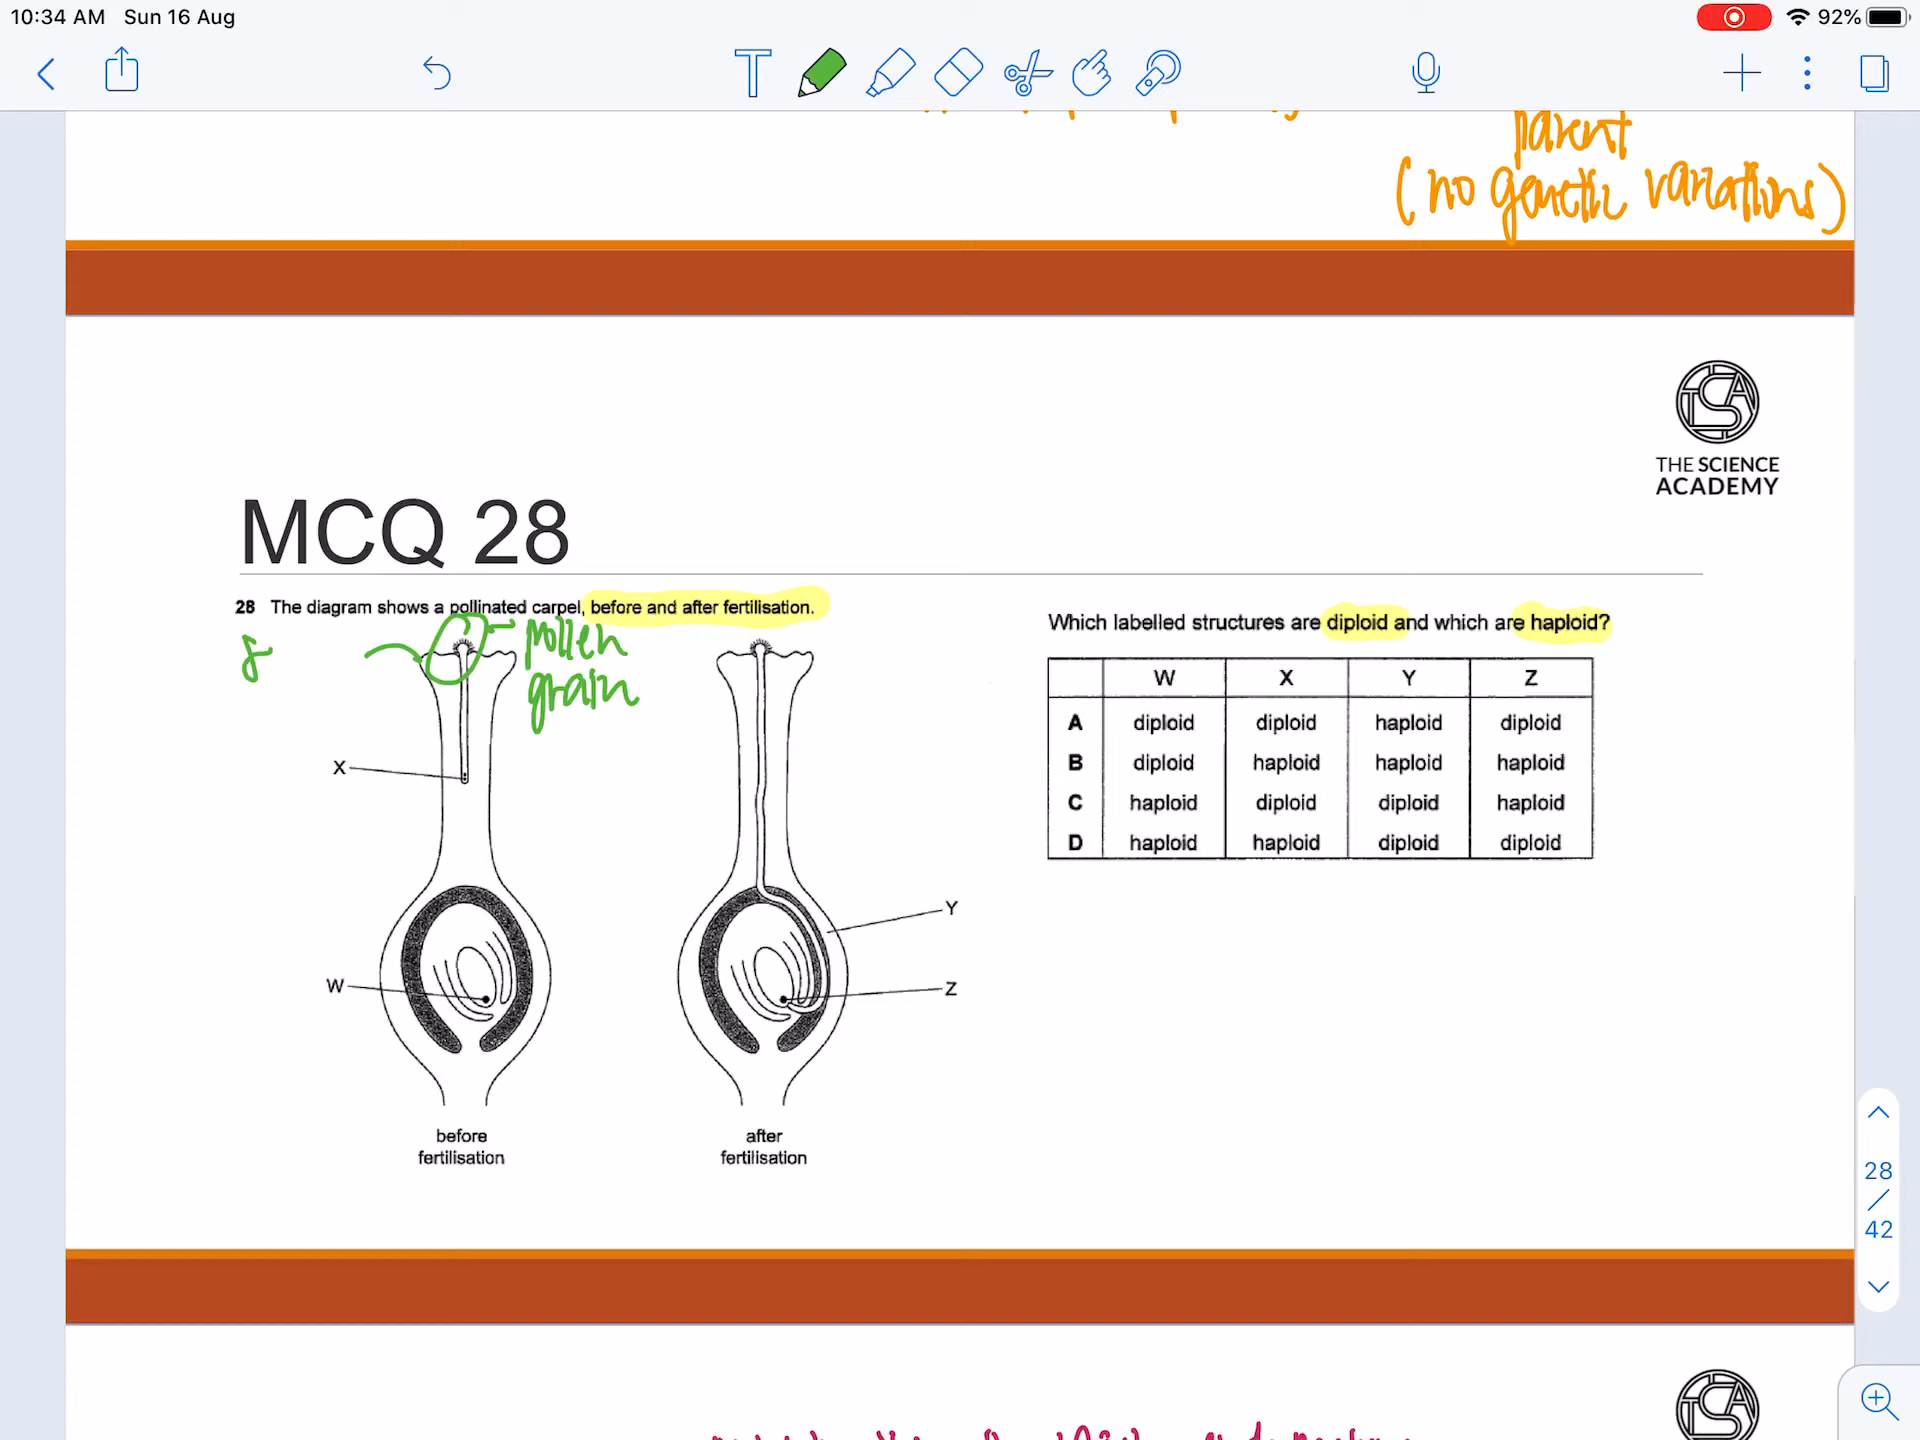 10:34 AM Sun 16 Aug
92%
T
parent
(no genetic variations)
THE SCIENCE
ACADEMY
MCQ 28
28 The diagram shows a pollinated carpel, before and after fertilisation.
pollen
grain
X
W
Y
Z
before
fertilisation
after
fertilisation
Which labelled structures are diploid and which are haploid?
W X Y Z
A diploid diploid haploid diploid
B diploid haploid haploid haploid
C haploid diploid diploid haploid
D haploid haploid diploid diploid
28
/
42